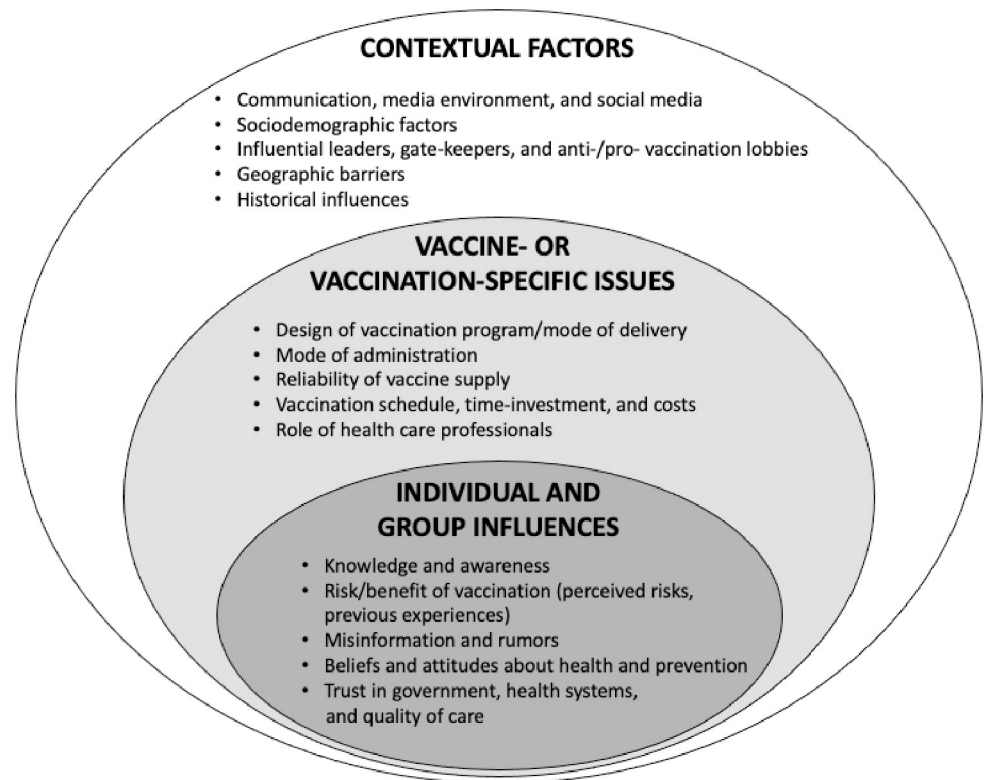 CONTEXTUAL FACTORS
• Communication, media environment, and social media
• Sociodemographic factors
• Influential leaders, gate-keepers, and anti-/pro- vaccination lobbies
• Geographic barriers
• Historical influences
VACCINE- OR
VACCINATION-SPECIFIC ISSUES
• Design of vaccination program/mode of delivery
• Mode of administration
• Reliability of vaccine supply
• Vaccination schedule, time-investment, and costs
• Role of health care professionals
INDIVIDUAL AND
GROUP INFLUENCES
• Knowledge and awareness
• Risk/benefit of vaccination (perceived risks,
previous experiences)
• Misinformation and rumors
• Beliefs and attitudes about health and prevention
• Trust in government, health systems,
and quality of care